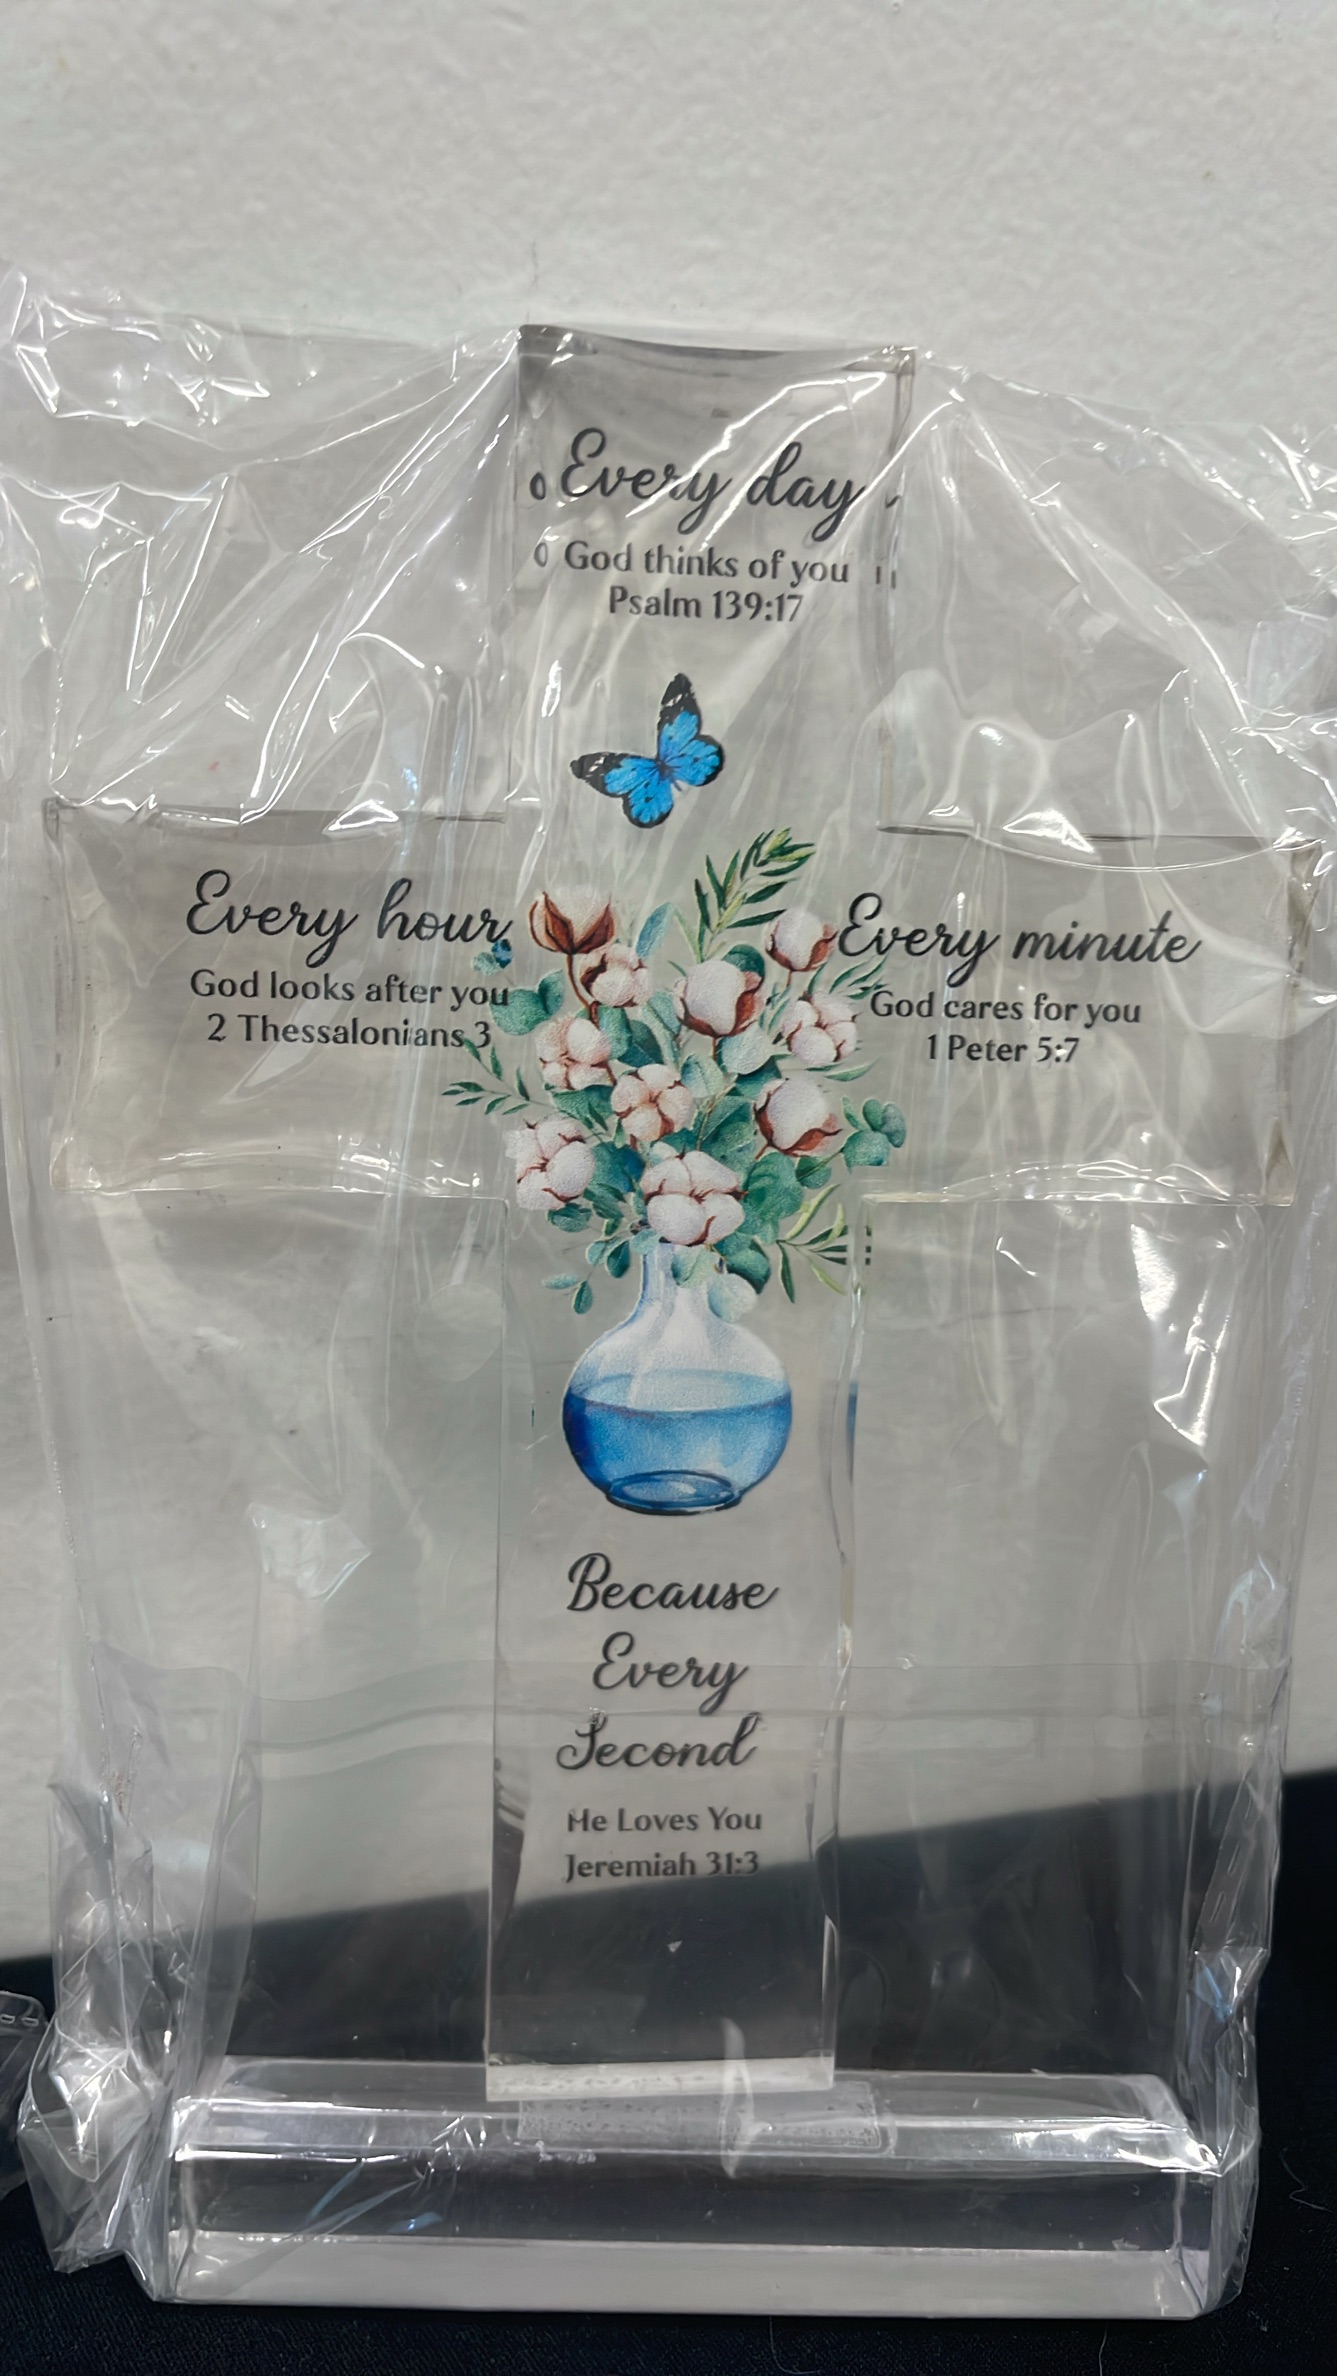 Every day
God thinks of you
Psalm 139:17
Every hour
God looks after you
2 Thessalonians 3
Every minute
God cares for you
1 Peter 5:7
Because
Every
Second
He Loves You
Jeremiah 31:3